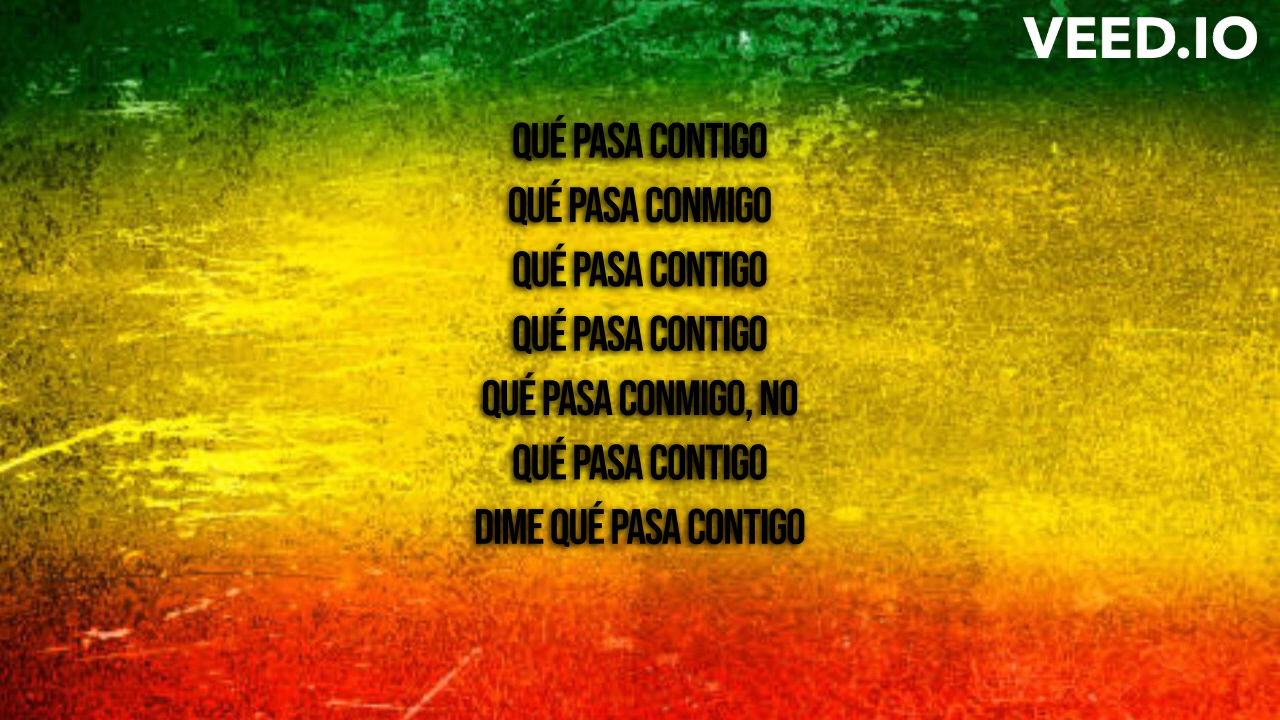 VEED.IO
QUÉ PASA CONTIGO
QUÉ PASA CONMIGO
QUÉ PASA CONTIGO
QUÉ PASA CONTIGO
QUÉ PASA CONMIGO, NO
QUÉ PASA CONTIGO
DIME QUÉ PASA CONTIGO